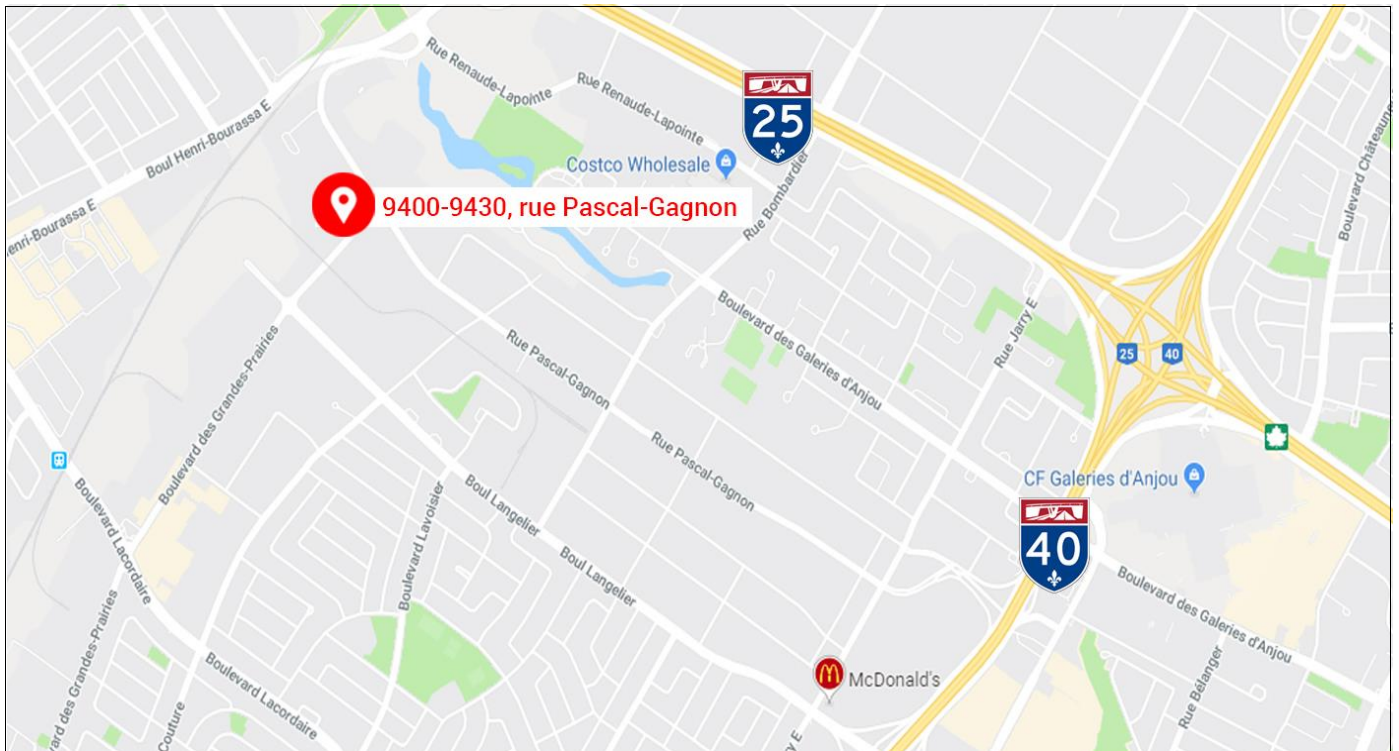 Rue Renaude-Lapointe
Rue Renaude-Lapointe
25
Boul Henri-Bourassa E
Costco Wholesale
Rue Bombardier
Boulevard Châteauneuf
9400-9430, rue Pascal-Gagnon
enri-Bourassa E
Boulevard des Galeries d'Anjou
Rue Jarry E
Boulevard des Grandes-Prairies
Rue Pascal-Gagnon
25
40
Rue Pascal-Gagnon
CF Galeries d'Anjou
Boulevard Lacordaire
Boulevard Lavoisier
Boul Langelier
40
Boul Langelier
Boulevard des Galeries d'Anjou
vard des Grandes-Prairies
Boulevard Lacordaire
McDonald's
Rue Bélanger
Couture
y E